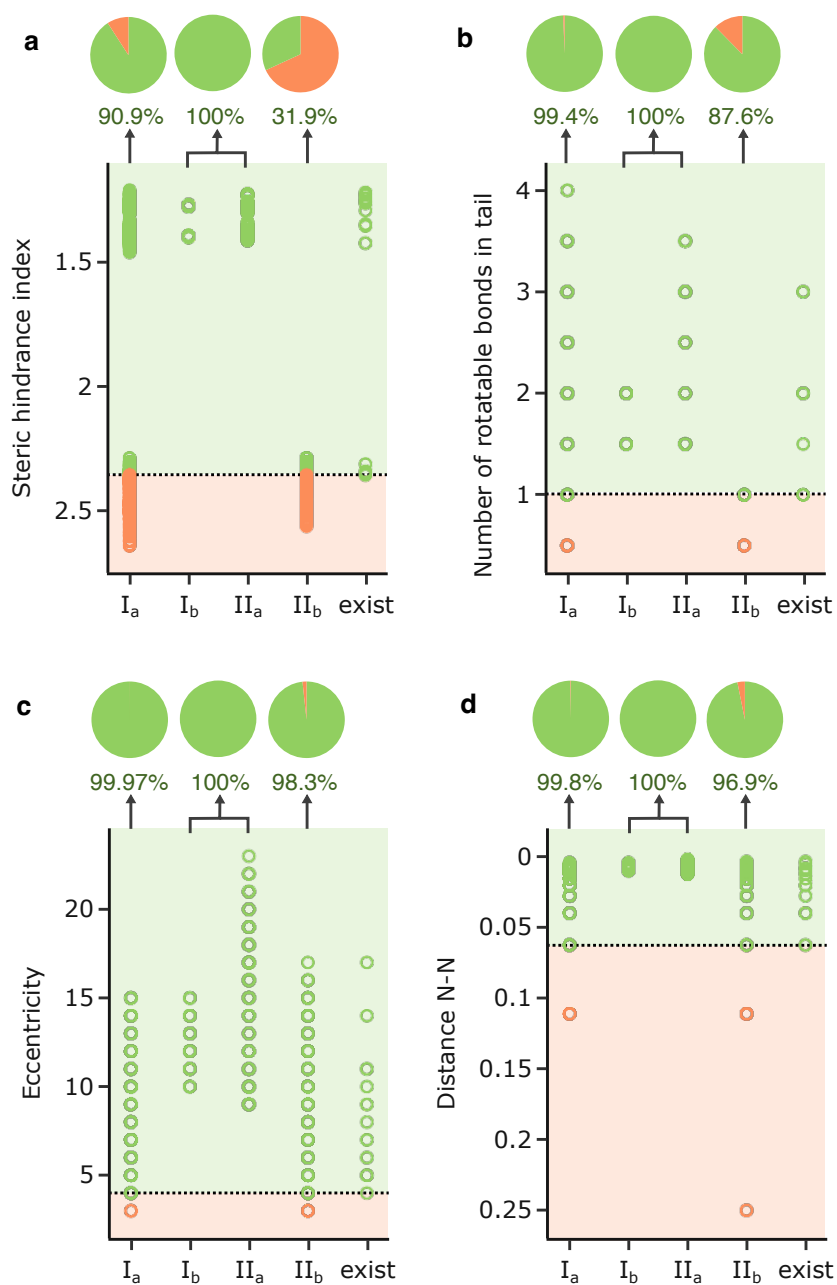 a
90.9% 100% 31.9%
Steric hindrance index
1.5
2
2.5
Ia Ib IIa IIb exist
b
99.4% 100% 87.6%
Number of rotatable bonds in tail
4
3
2
1
Ia Ib IIa IIb exist
c
99.97% 100% 98.3%
Eccentricity
20
15
10
5
Ia Ib IIa IIb exist
d
99.8% 100% 96.9%
Distance N-N
0
0.05
0.1
0.15
0.2
0.25
Ia Ib IIa IIb exist